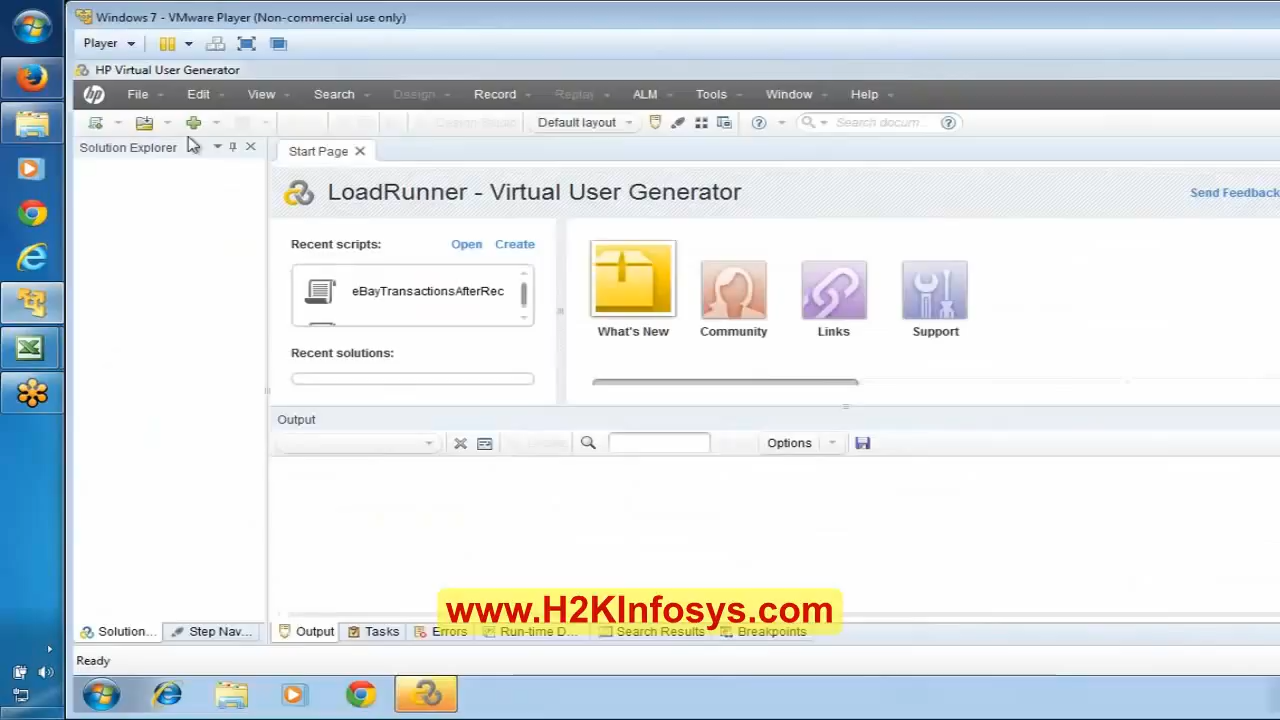 Windows 7 - VMware Player (Non-commercial use only)
Player
HP Virtual User Generator
hp File Edit View Search Design Record Replay ALM Tools Window Help
Default layout Search docum...
Solution Explorer
Start Page
LoadRunner - Virtual User Generator
Send Feedback
Recent scripts: Open Create
eBayTransactionsAfterRec
What's New Community Links Support
Recent solutions:
Output
Options
www.H2KInfosys.com
Solution... Step Nav...
Output Tasks Errors Run-time D... Search Results Breakpoints
Ready